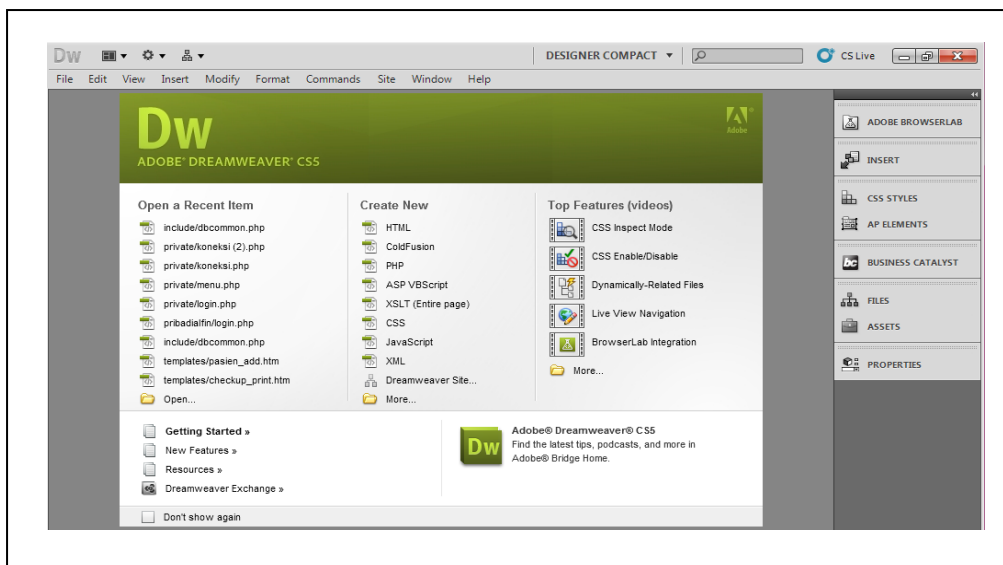 Dw
DESIGNER COMPACT
CS Live
File Edit View Insert Modify Format Commands Site Window Help
Dw
ADOBE® DREAMWEAVER® CS5
Adobe
Open a Recent Item
include/dbcommon.php
private/koneksi (2).php
private/koneksi.php
private/menu.php
private/login.php
pribadialfin/login.php
include/dbcommon.php
templates/pasien_add.htm
templates/checkup_print.htm
Open...
Create New
HTML
ColdFusion
PHP
ASP VBScript
XSLT (Entire page)
CSS
JavaScript
XML
Dreamweaver Site...
More...
Top Features (videos)
CSS Inspect Mode
CSS Enable/Disable
Dynamically-Related Files
Live View Navigation
BrowserLab Integration
More...
Getting Started »
New Features »
Resources »
Dreamweaver Exchange »
Dw
Adobe® Dreamweaver® CS5
Find the latest tips, podcasts, and more in
Adobe® Bridge Home.
Don't show again
ADOBE BROWSERLAB
INSERT
CSS STYLES
AP ELEMENTS
bc BUSINESS CATALYST
FILES
ASSETS
PROPERTIES